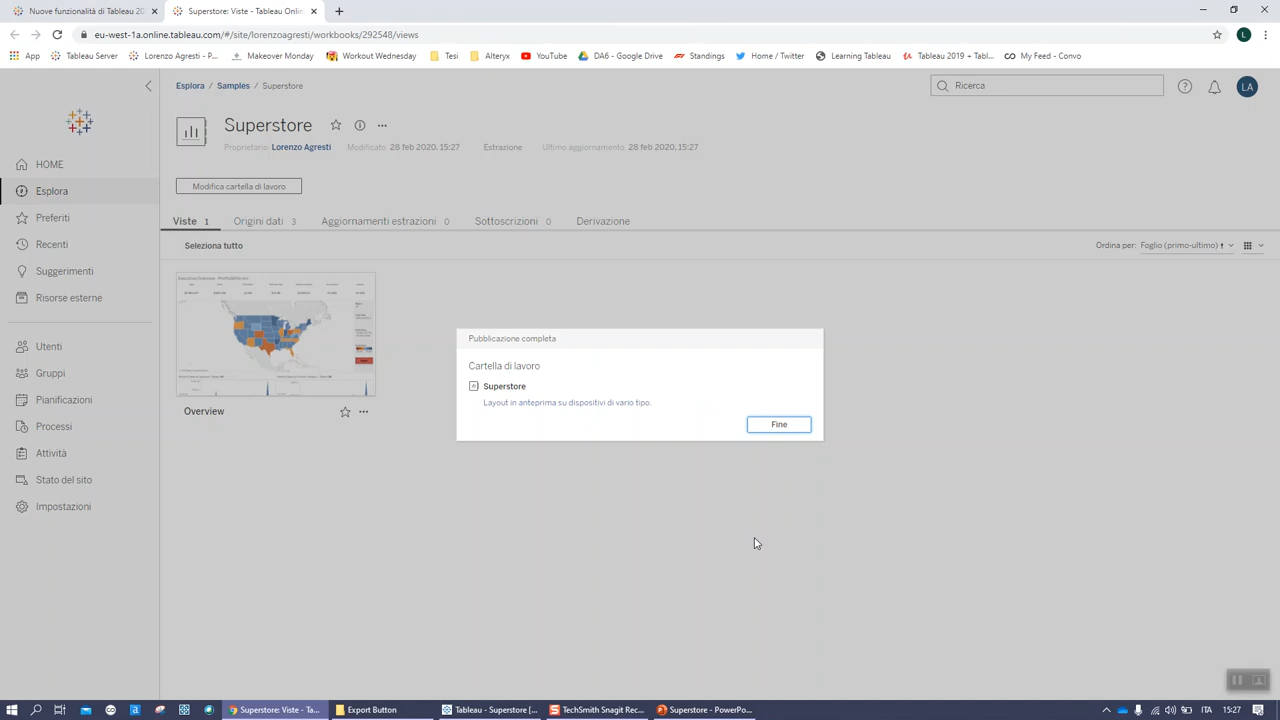 Nuove funzionalità di Tableau 20
Superstore: Viste - Tableau Onlin
eu-west-1a.online.tableau.com/#/site/lorenzoagresti/workbooks/292548/views
L
App
Tableau Server
Lorenzo Agresti - P...
Makeover Monday
Workout Wednesday
Tesi
Alteryx
YouTube
DA6 - Google Drive
Standings
Home / Twitter
Learning Tableau
Tableau 2019 + Tabl...
My Feed - Convo
Esplora / Samples / Superstore
Ricerca
LA
Superstore
Proprietario Lorenzo Agresti Modificato 28 feb 2020, 15:27 Estrazione Ultimo aggiornamento 28 feb 2020, 15:27
Modifica cartella di lavoro
HOME
Esplora
Preferiti
Recenti
Suggerimenti
Risorse esterne
Utenti
Gruppi
Pianificazioni
Processi
Attività
Stato del sito
Impostazioni
Viste 1
Origini dati 3
Aggiornamenti estrazioni 0
Sottoscrizioni 0
Derivazione
Seleziona tutto
Ordina per: Foglio (primo-ultimo)
Overview
Pubblicazione completa
Cartella di lavoro
Superstore
Layout in anteprima su dispositivi di vario tipo.
Fine
Superstore: Viste - Ta...
Export Button
Tableau - Superstore [...
TechSmith Snagit Rec...
Superstore - PowerPo...
ITA
15:27